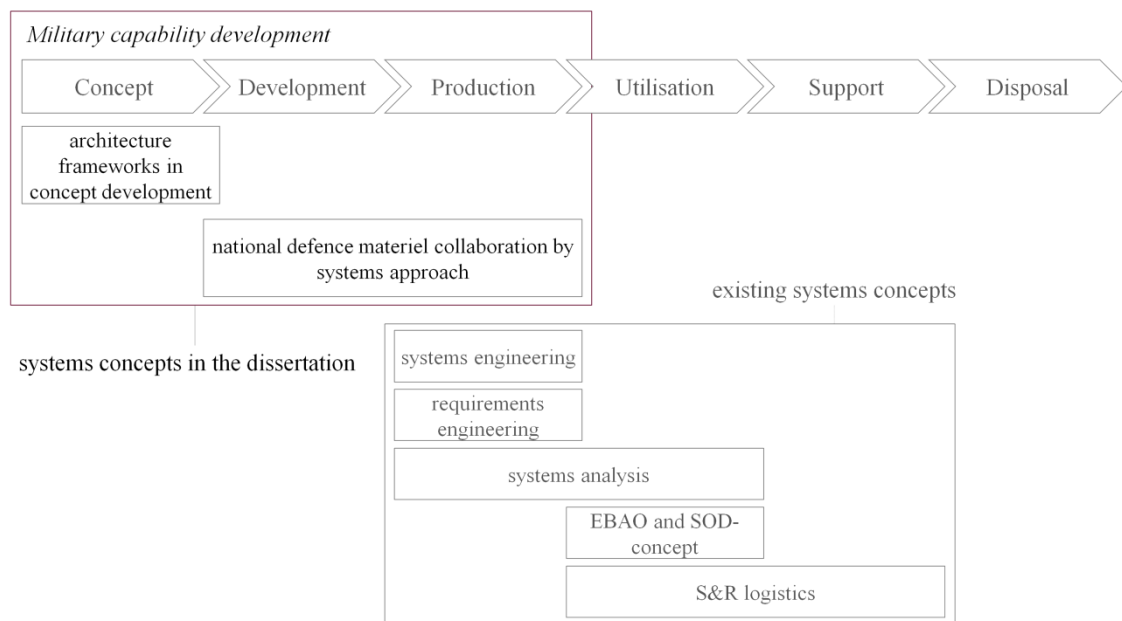 Military capability development
Concept
Development
Production
Utilisation
Support
Disposal
architecture
frameworks in
concept development
national defence materiel collaboration by
systems approach
existing systems concepts
systems concepts in the dissertation
systems engineering
requirements
engineering
systems analysis
EBAO and SOD-
concept
S&R logistics